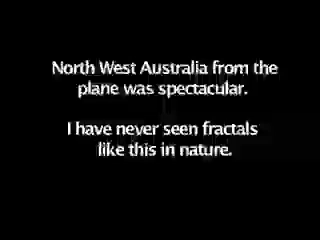 North West Australia from the
plane was spectacular.
I have never seen fractals
like this in nature.